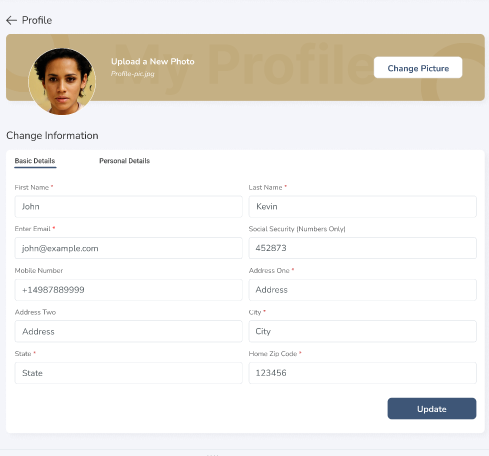 Profile
My Profile
Upload a New Photo
Profile-pic.jpg
Change Picture
Change Information
Basic Details Personal Details
First Name * Last Name *
John Kevin
Enter Email * Social Security (Numbers Only)
john@example.com 452873
Mobile Number Address One *
+14987889999 Address
Address Two City *
Address City
State * Home Zip Code *
State 123456
Update